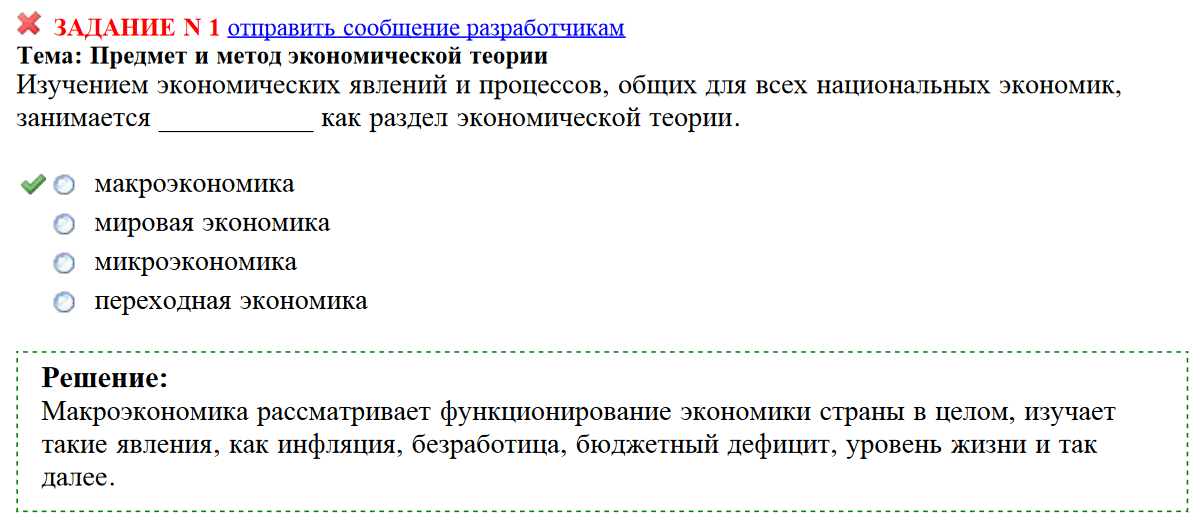 ЗАДАНИЕ N 1 отправить сообщение разработчикам
Тема: Предмет и метод экономической теории
Изучением экономических явлений и процессов, общих для всех национальных экономик,
занимается ___________ как раздел экономической теории.
макроэкономика
мировая экономика
микроэкономика
переходная экономика
Решение:
Макроэкономика рассматривает функционирование экономики страны в целом, изучает
такие явления, как инфляция, безработица, бюджетный дефицит, уровень жизни и так
далее.